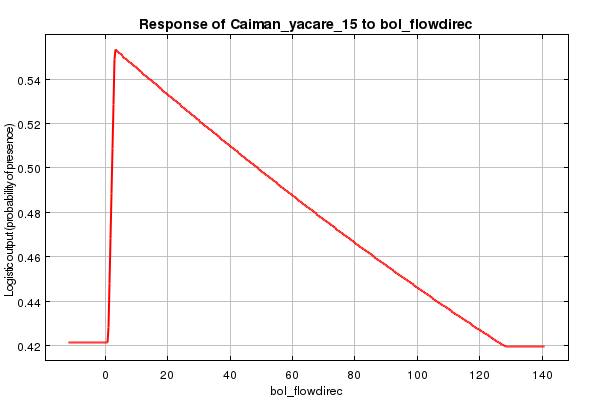 Response of Caiman_yacare_15 to bol_flowdirec
Logistic output (probability of presence)
0.54
0.52
0.50
0.48
0.46
0.44
0.42
0 20 40 60 80 100 120 140
bol_flowdirec